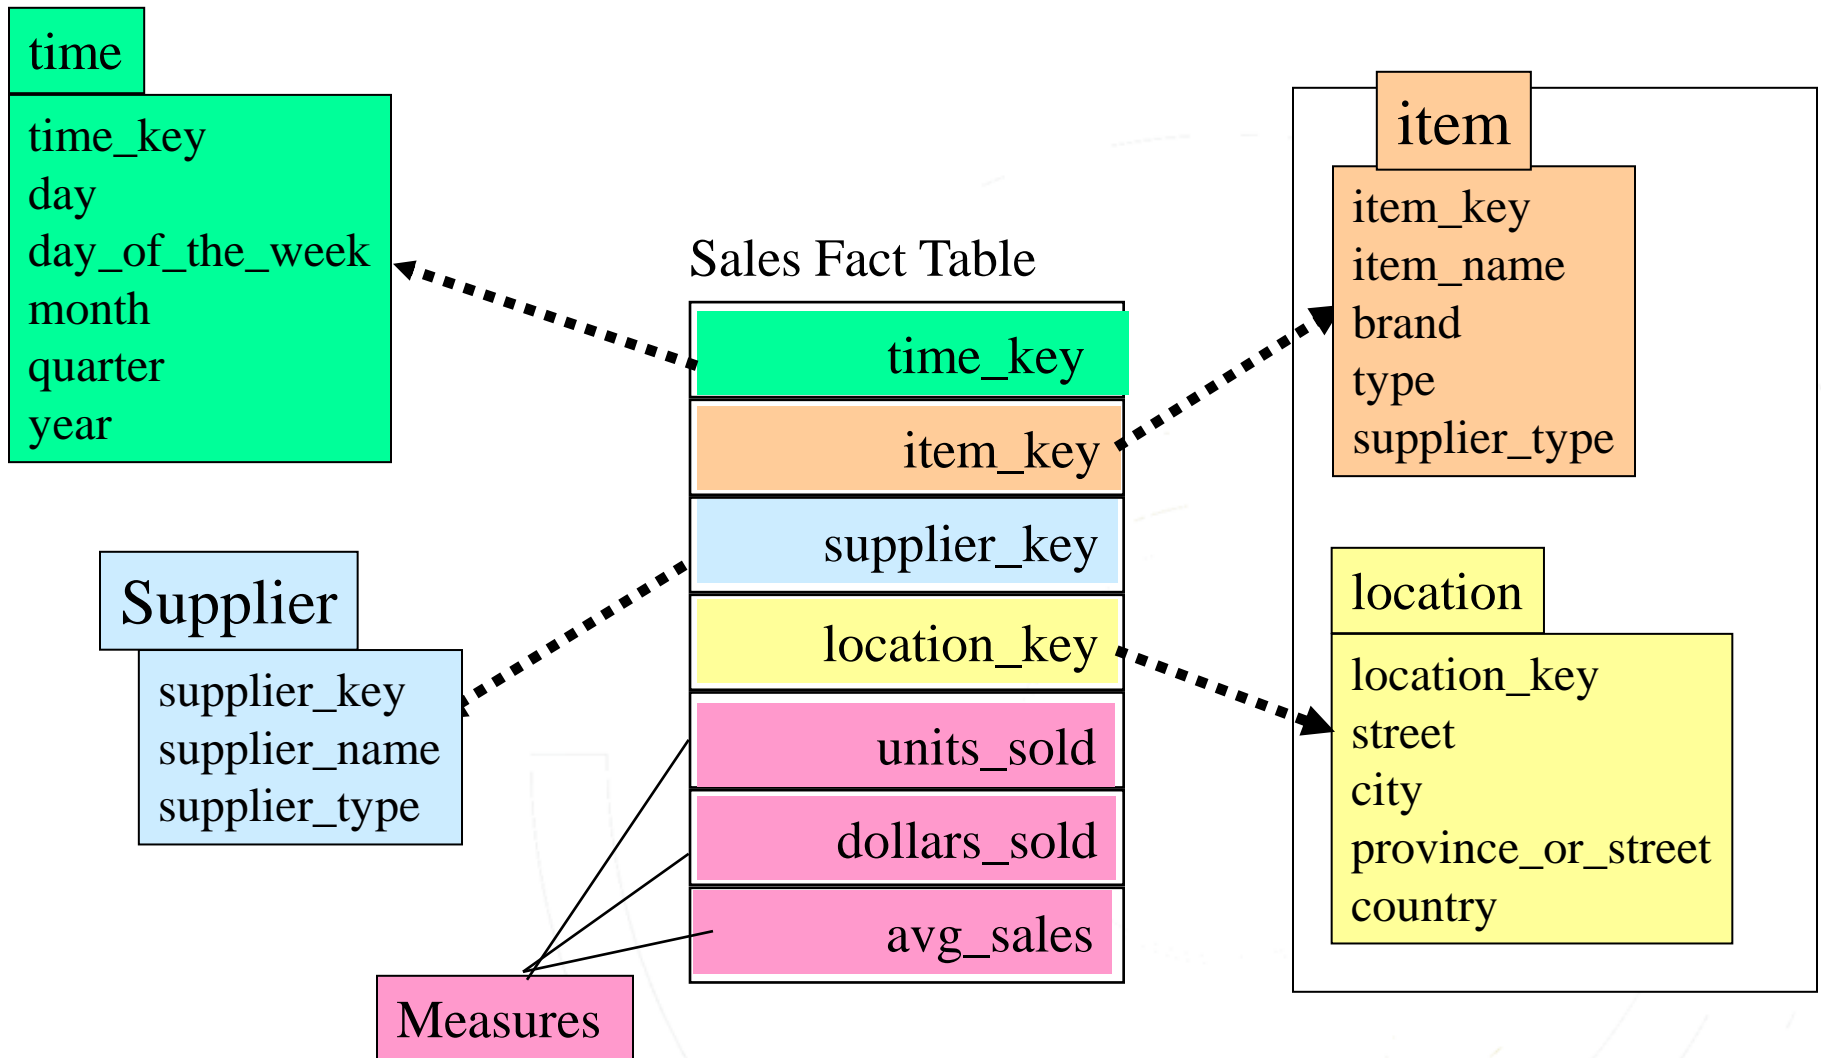 time
time_key
day
day_of_the_week
month
quarter
year
Supplier
supplier_key
supplier_name
supplier_type
Sales Fact Table
time_key
item_key
supplier_key
location_key
units_sold
dollars_sold
avg_sales
Measures
item
item_key
item_name
brand
type
supplier_type
location
location_key
street
city
province_or_street
country